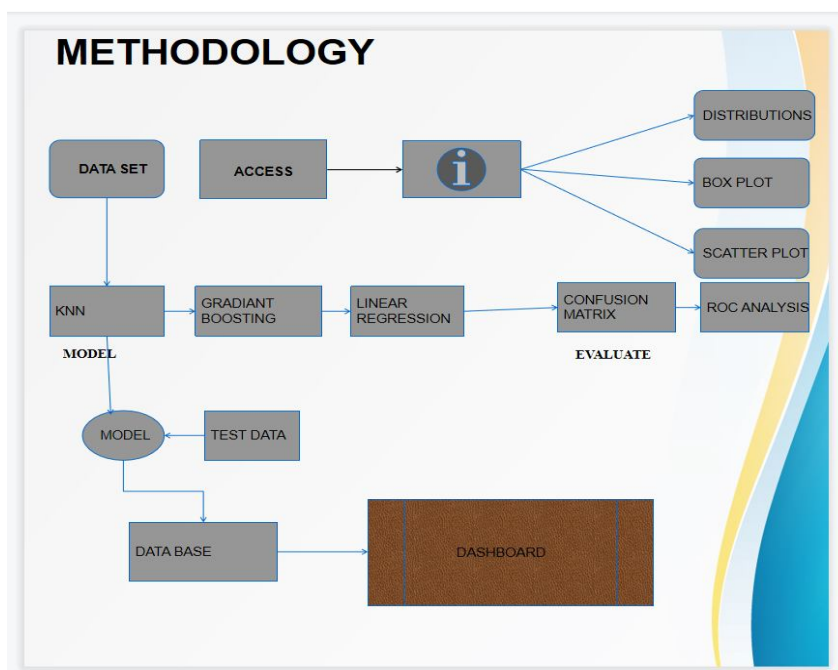 METHODOLOGY
DATA SET
ACCESS
i
DISTRIBUTIONS
BOX PLOT
SCATTER PLOT
KNN
GRADIANT
BOOSTING
LINEAR
REGRESSION
CONFUSION
MATRIX
ROC ANALYSIS
MODEL
EVALUATE
MODEL
TEST DATA
DATA BASE
DASHBOARD